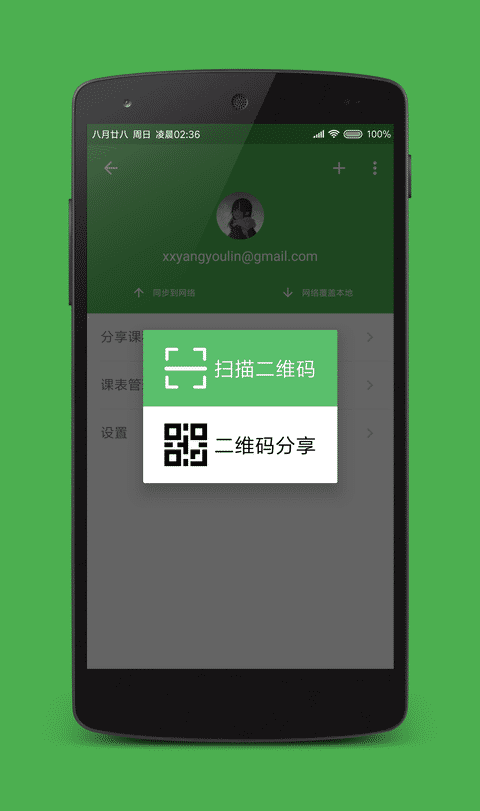 八月廿八 周日 凌晨02:36
100%
xxyangyoulin@gmail.com
同步到网络
网络覆盖本地
分享课
扫描二维码
课表管
设置
二维码分享